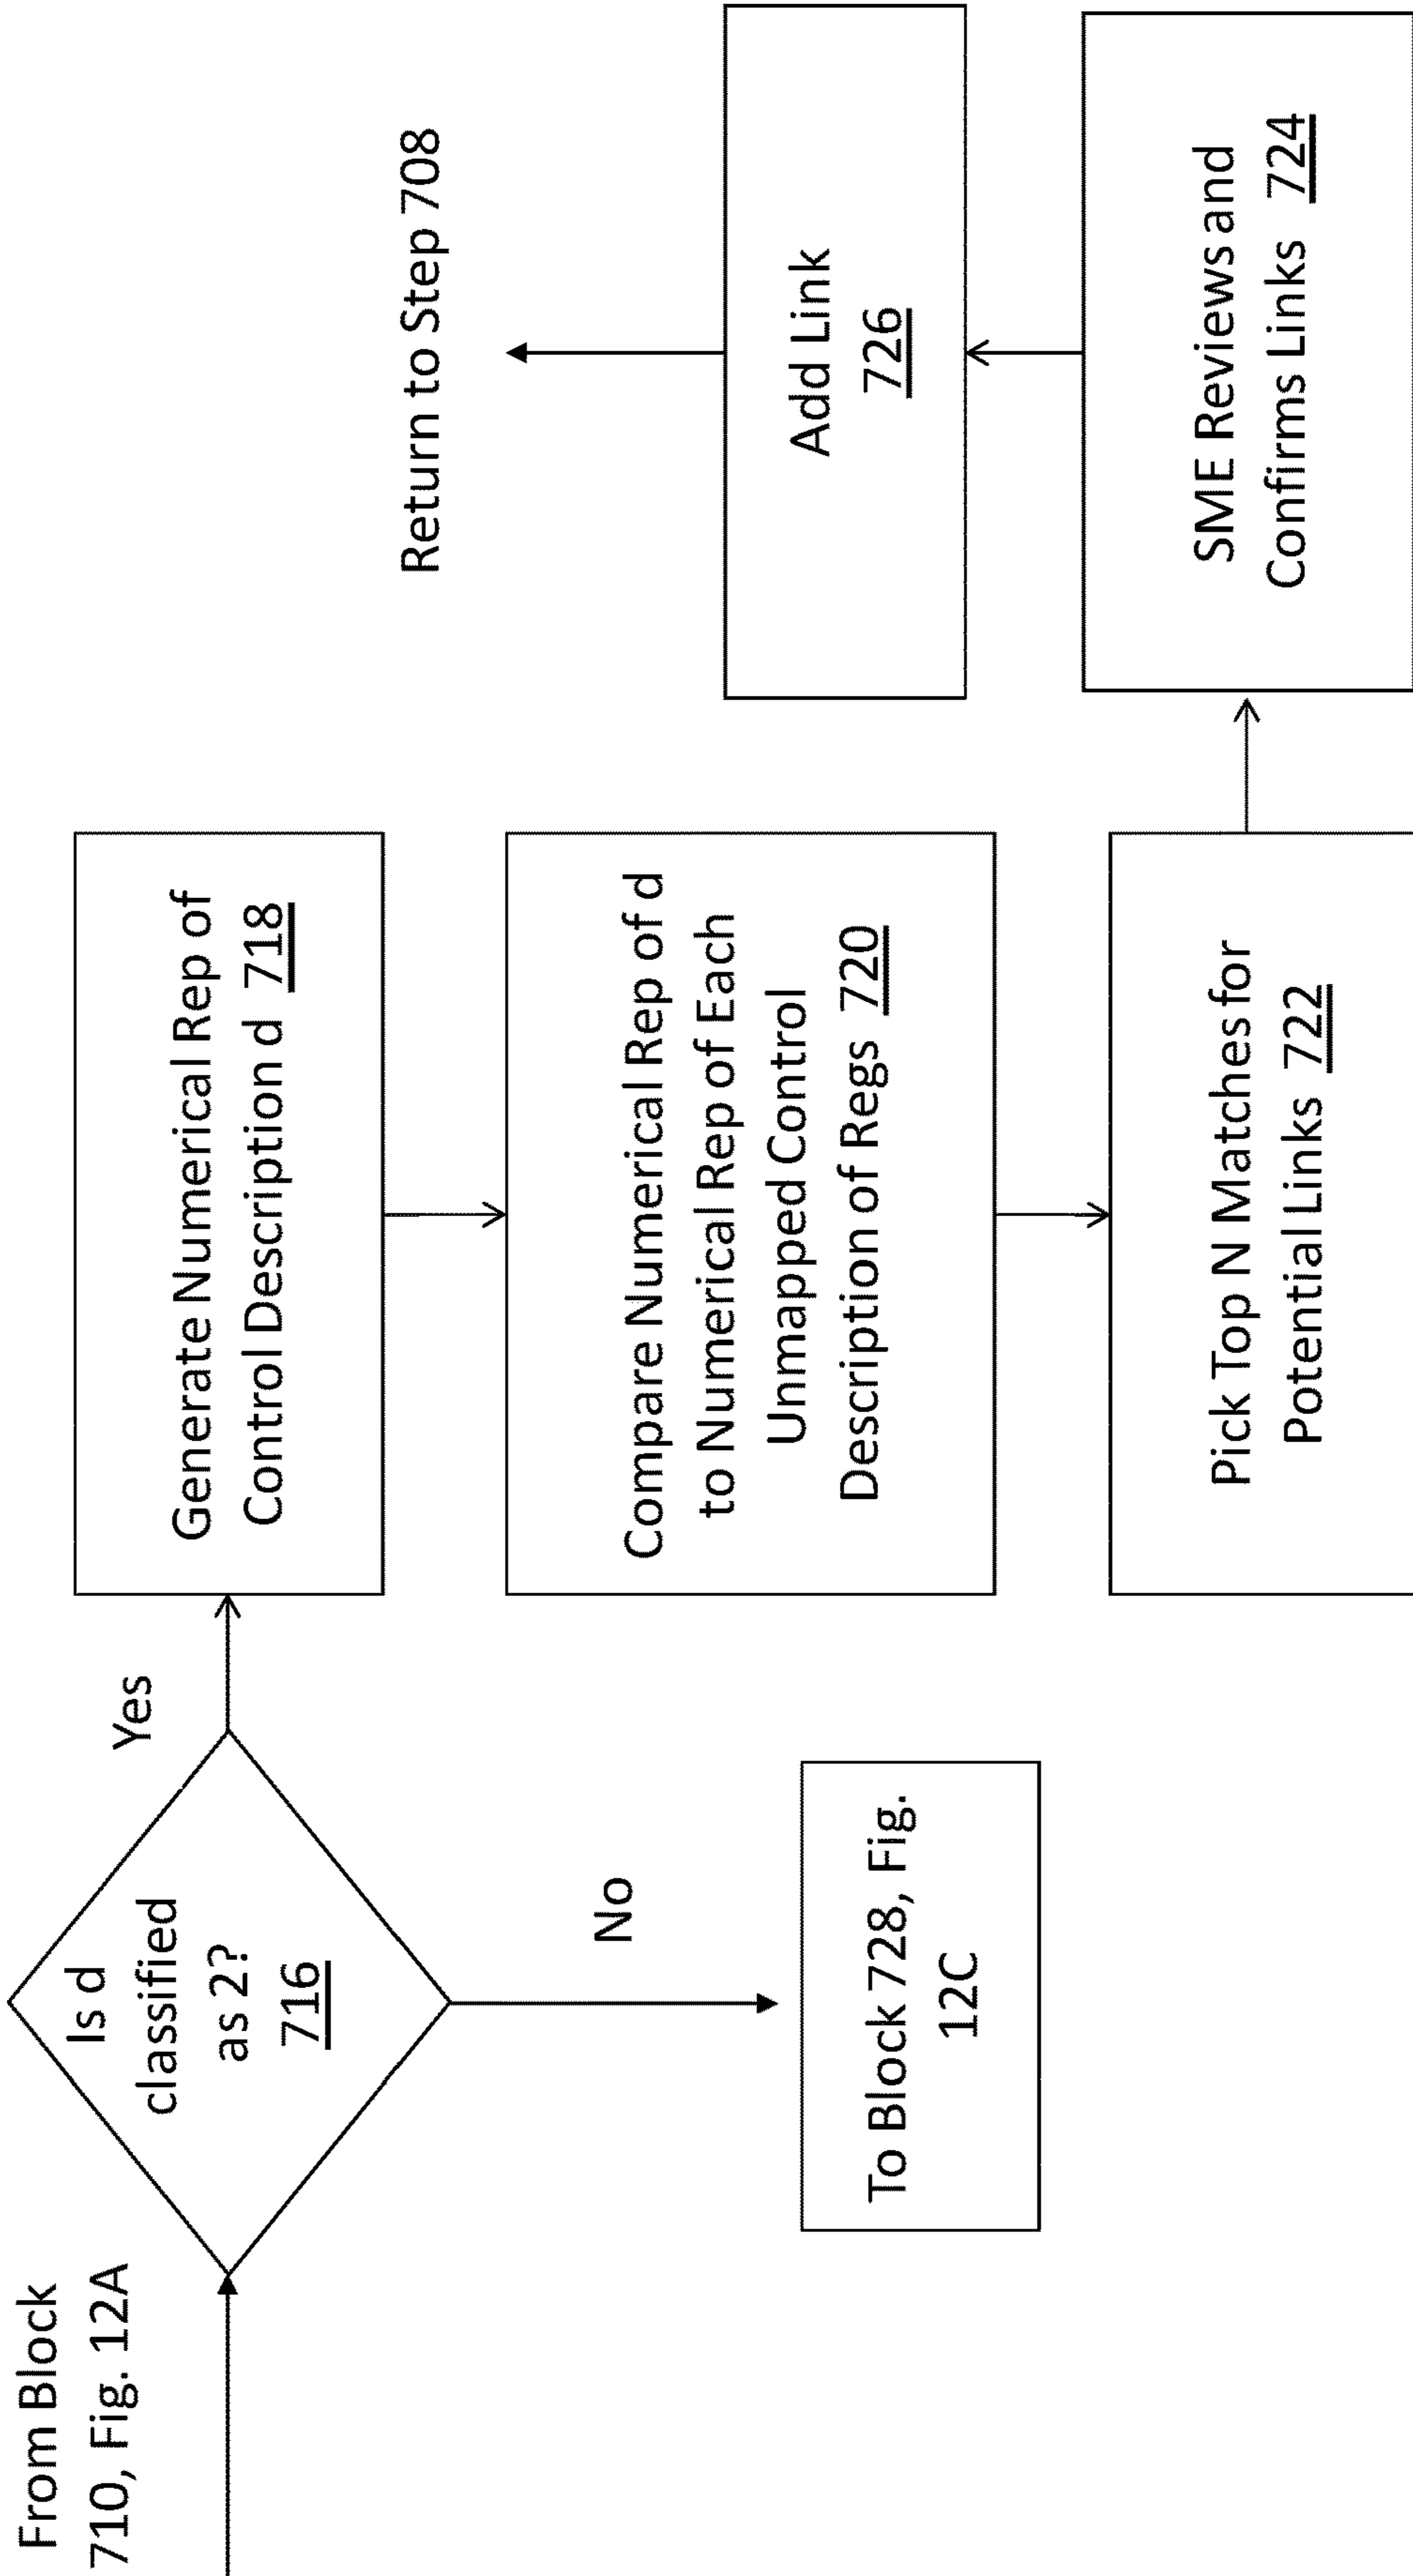 From Block
710, Fig. 12A
Is d
classified
as 2?
716
Yes
No
To Block 728, Fig.
12C
Generate Numerical Rep of
Control Description d 718
Compare Numerical Rep of d
to Numerical Rep of Each
Unmapped Control
Description of Regs 720
Pick Top N Matches for
Potential Links 722
SME Reviews and
Confirms Links 724
Add Link
726
Return to Step 708